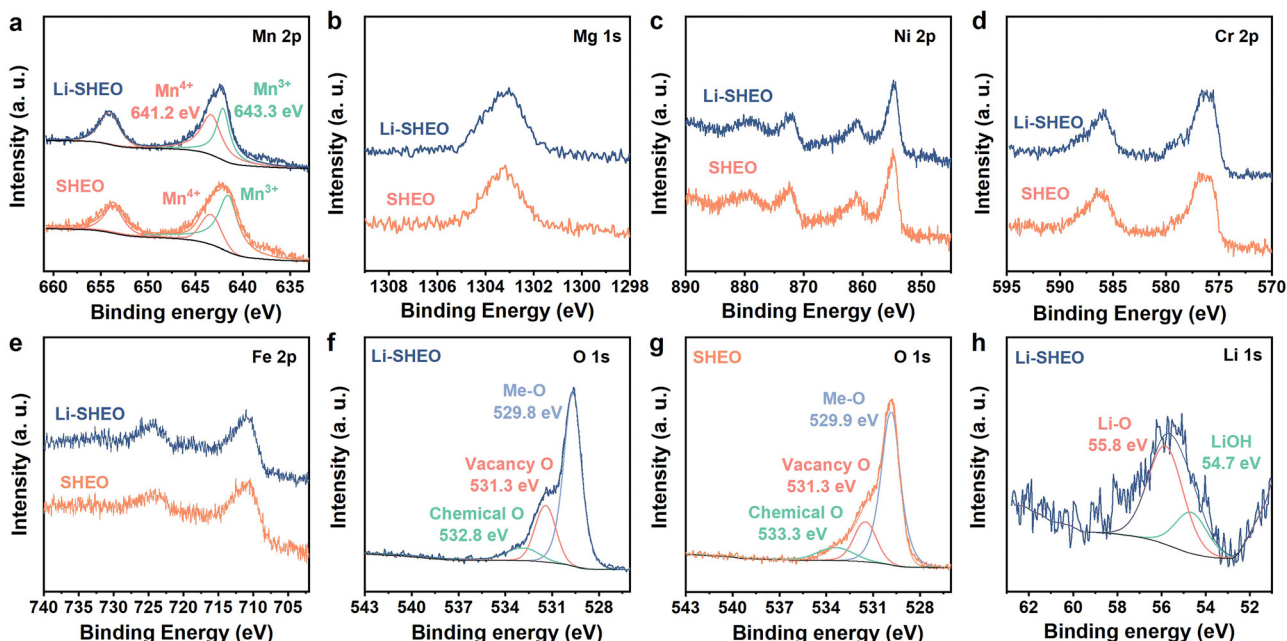 a
Mn 2p
Li-SHEO
Mn4+
641.2 eV
Mn3+
643.3 eV
SHEO
Mn4+
Mn3+
Intensity (a. u.)
660 655 650 645 640 635
Binding energy (eV)
b
Mg 1s
Li-SHEO
SHEO
Intensity (a. u.)
1308 1306 1304 1302 1300 1298
Binding energy (eV)
c
Ni 2p
Li-SHEO
SHEO
Intensity (a. u.)
890 880 870 860 850
Binding energy (eV)
d
Cr 2p
Li-SHEO
SHEO
Intensity (a. u.)
595 590 585 580 575 570
Binding energy (eV)
e
Fe 2p
Li-SHEO
SHEO
Intensity (a. u.)
740 735 730 725 720 715 710 705
Binding Energy (eV)
f
Li-SHEO
O 1s
Me-O
529.8 eV
Vacancy O
531.3 eV
Chemical O
532.8 eV
Intensity (a. u.)
543 540 537 534 531 528
Binding energy (eV)
g
SHEO
O 1s
Me-O
529.9 eV
Vacancy O
531.3 eV
Chemical O
533.3 eV
Intensity (a. u.)
543 540 537 534 531 528
Binding Energy (eV)
h
Li-SHEO
Li 1s
Li-O
55.8 eV
LiOH
54.7 eV
Intensity (a. u.)
62 60 58 56 54 52 51
Binding energy (eV)